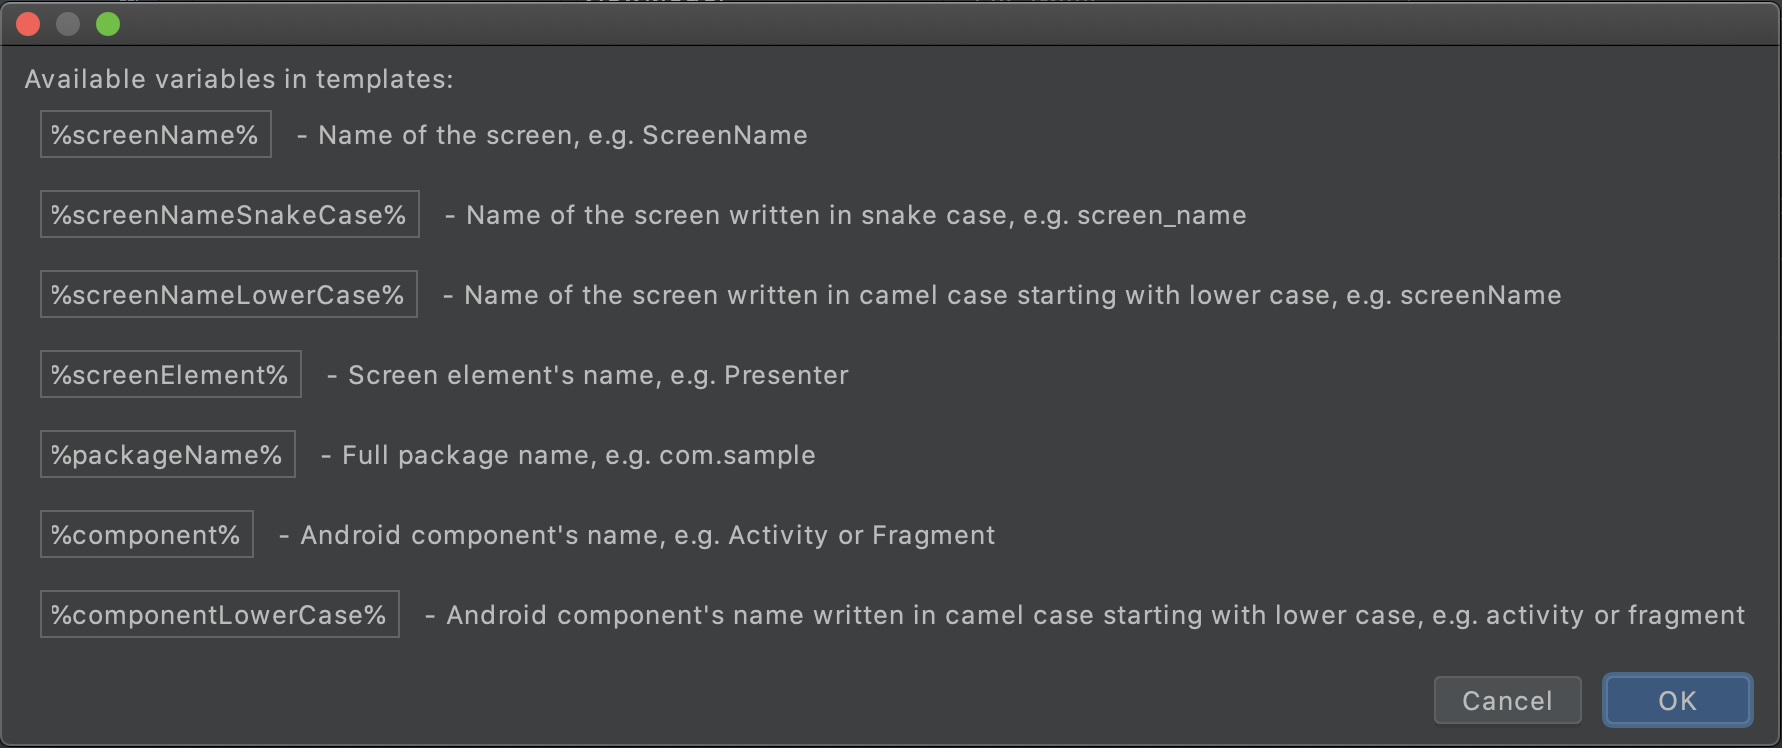 Available variables in templates:
%screenName% - Name of the screen, e.g. ScreenName
%screenNameSnakeCase% - Name of the screen written in snake case, e.g. screen_name
%screenNameLowerCase% - Name of the screen written in camel case starting with lower case, e.g. screenName
%screenElement% - Screen element's name, e.g. Presenter
%packageName% - Full package name, e.g. com.sample
%component% - Android component's name, e.g. Activity or Fragment
%componentLowerCase% - Android component's name written in camel case starting with lower case, e.g. activity or fragment
Cancel OK